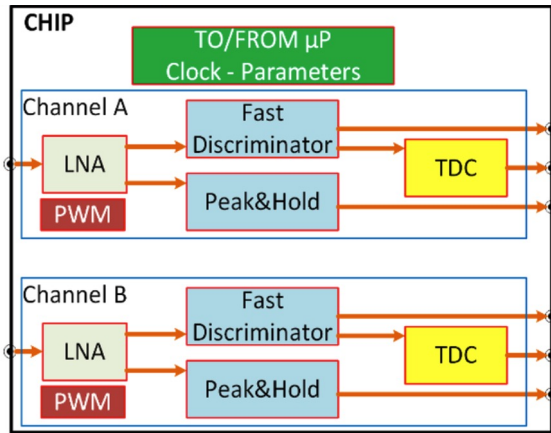 CHIP
TO/FROM µP
Clock - Parameters
Channel A
Fast
Discriminator
LNA
TDC
PWM
Peak&Hold
Channel B
Fast
Discriminator
LNA
TDC
PWM
Peak&Hold